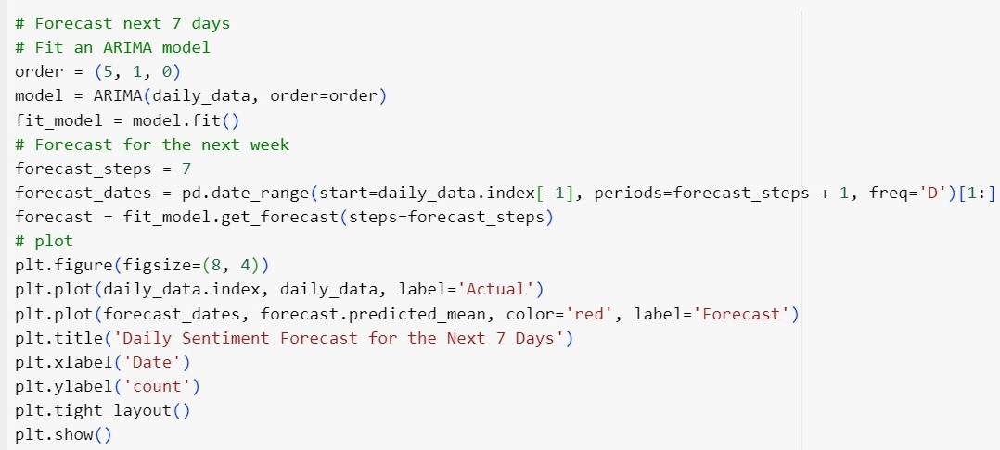 # Forecast next 7 days
# Fit an ARIMA model
order = (5, 1, 0)
model = ARIMA(daily_data, order=order)
fit_model = model.fit()
# Forecast for the next week
forecast_steps = 7
forecast_dates = pd.date_range(start=daily_data.index[-1], periods=forecast_steps + 1, freq='D')[1:]
forecast = fit_model.get_forecast(steps=forecast_steps)
# plot
plt.figure(figsize=(8, 4))
plt.plot(daily_data.index, daily_data, label='Actual')
plt.plot(forecast_dates, forecast.predicted_mean, color='red', label='Forecast')
plt.title('Daily Sentiment Forecast for the Next 7 Days')
plt.xlabel('Date')
plt.ylabel('count')
plt.tight_layout()
plt.show()